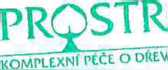 PROSTR
KOMPLEXNÍ PÉČE O DŘEV